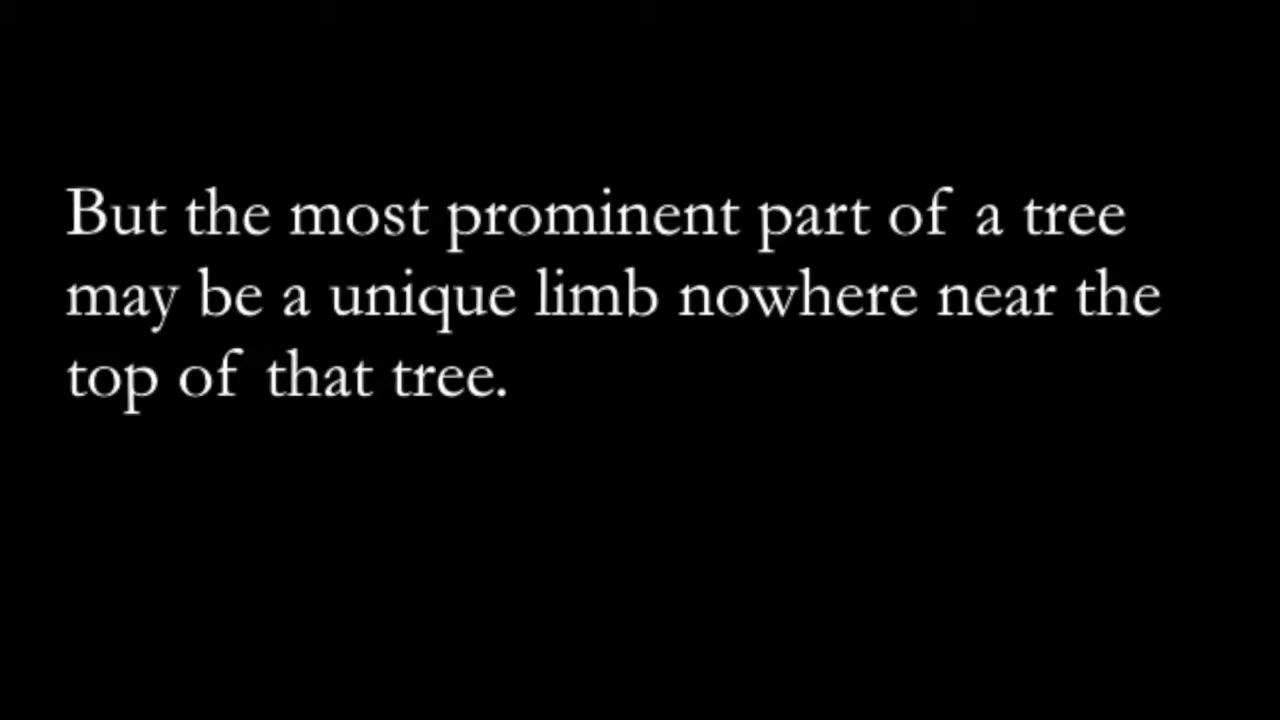 But the most prominent part of a tree
may be a unique limb nowhere near the
top of that tree.